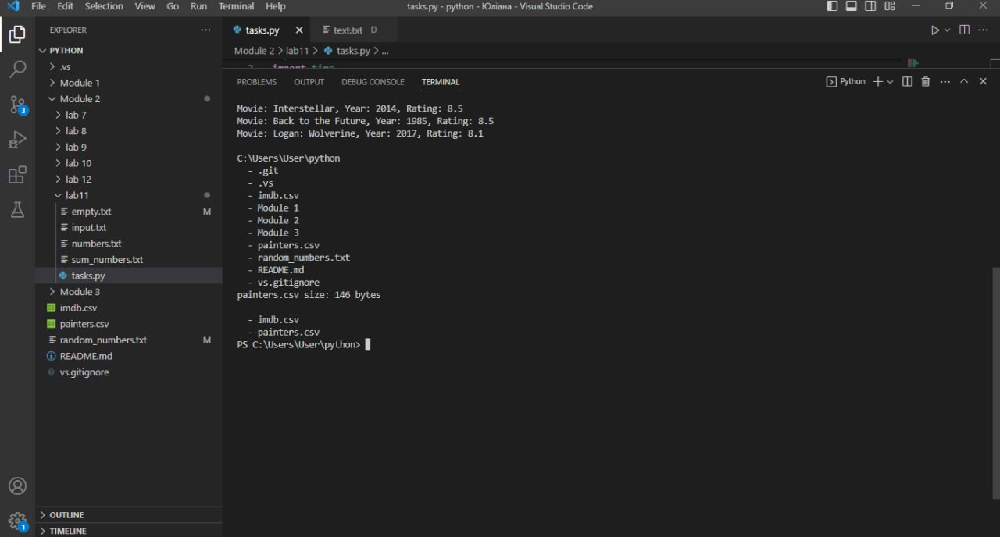 File Edit Selection View Go Run Terminal Help tasks.py - python - Юліана - Visual Studio Code
EXPLORER
PYTHON
.vs
Module 1
Module 2
lab 7
lab 8
lab 9
lab 10
lab 12
lab11
empty.txt M
input.txt
numbers.txt
sum_numbers.txt
tasks.py
Module 3
imdb.csv
painters.csv
random_numbers.txt M
README.md
vs.gitignore
OUTLINE
TIMELINE
3
1
tasks.py text.txt D
Module 2 > lab11 > tasks.py > ...
import time
PROBLEMS OUTPUT DEBUG CONSOLE TERMINAL Python
Movie: Interstellar, Year: 2014, Rating: 8.5
Movie: Back to the Future, Year: 1985, Rating: 8.5
Movie: Logan: Wolverine, Year: 2017, Rating: 8.1
C:\Users\User\python
- .git
- .vs
- imdb.csv
- Module 1
- Module 2
- Module 3
- painters.csv
- random_numbers.txt
- README.md
- vs.gitignore
painters.csv size: 146 bytes
- imdb.csv
- painters.csv
PS C:\Users\User\python>